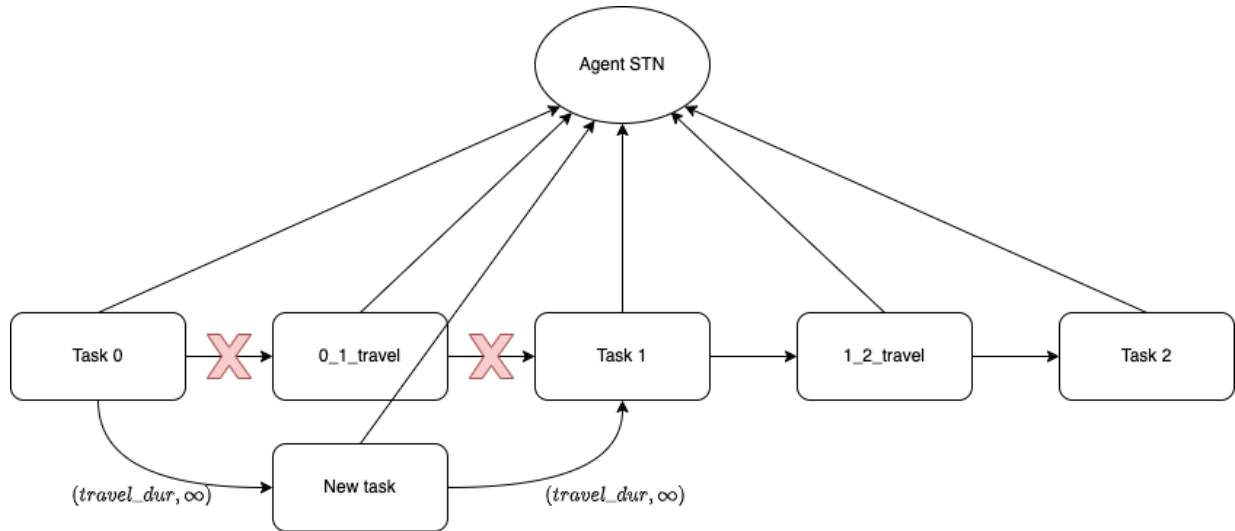 Agent STN
Task 0
0_1_travel
Task 1
1_2_travel
Task 2
New task
(travel_dur, ∞)
(travel_dur, ∞)